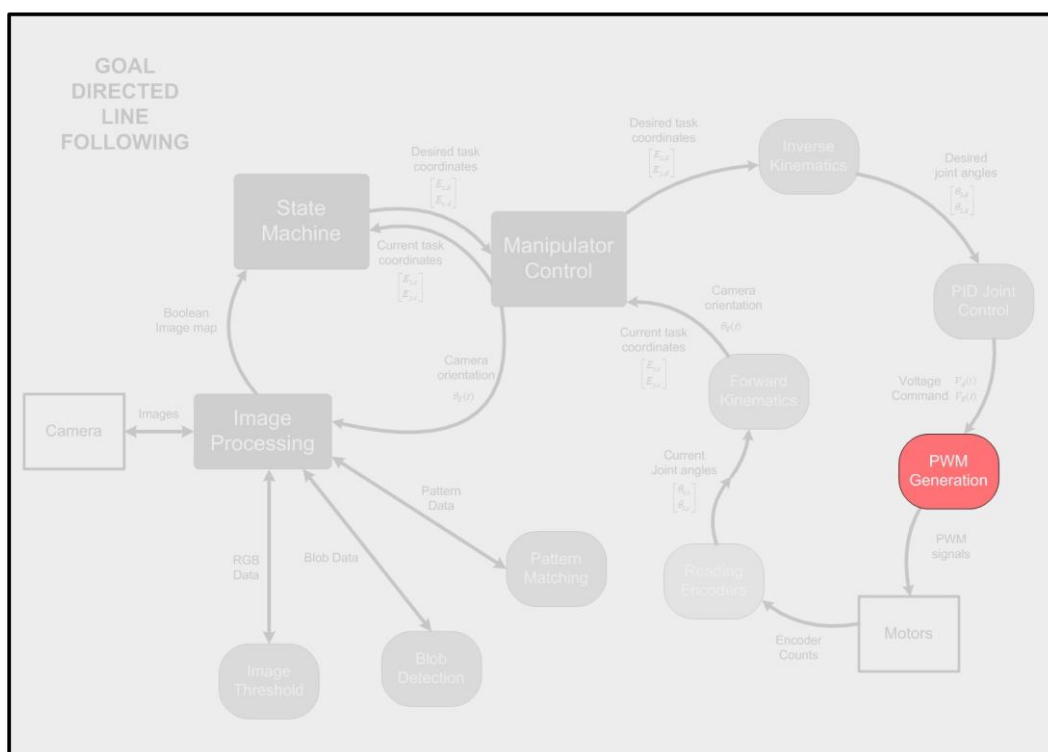 GOAL
DIRECTED
LINE
FOLLOWING
Desired task
coordinates
State
Machine
Current task
coordinates
Boolean
Image map
Manipulator
Control
Desired task
coordinates
Inverse
Kinematics
Desired
joint angles
PID Joint
Control
Voltage
Command
PWM
Generation
PWM
signals
Motors
Encoder
Counts
Reading
Encoders
Current
Joint angles
Forward
Kinematics
Camera
orientation
θ_F(t)
Current task
coordinates
Camera
orientation
θ_F(t)
Camera
Images
Image
Processing
RGB
Data
Blob Data
Pattern
Data
Pattern
Matching
Image
Threshold
Blob
Detection